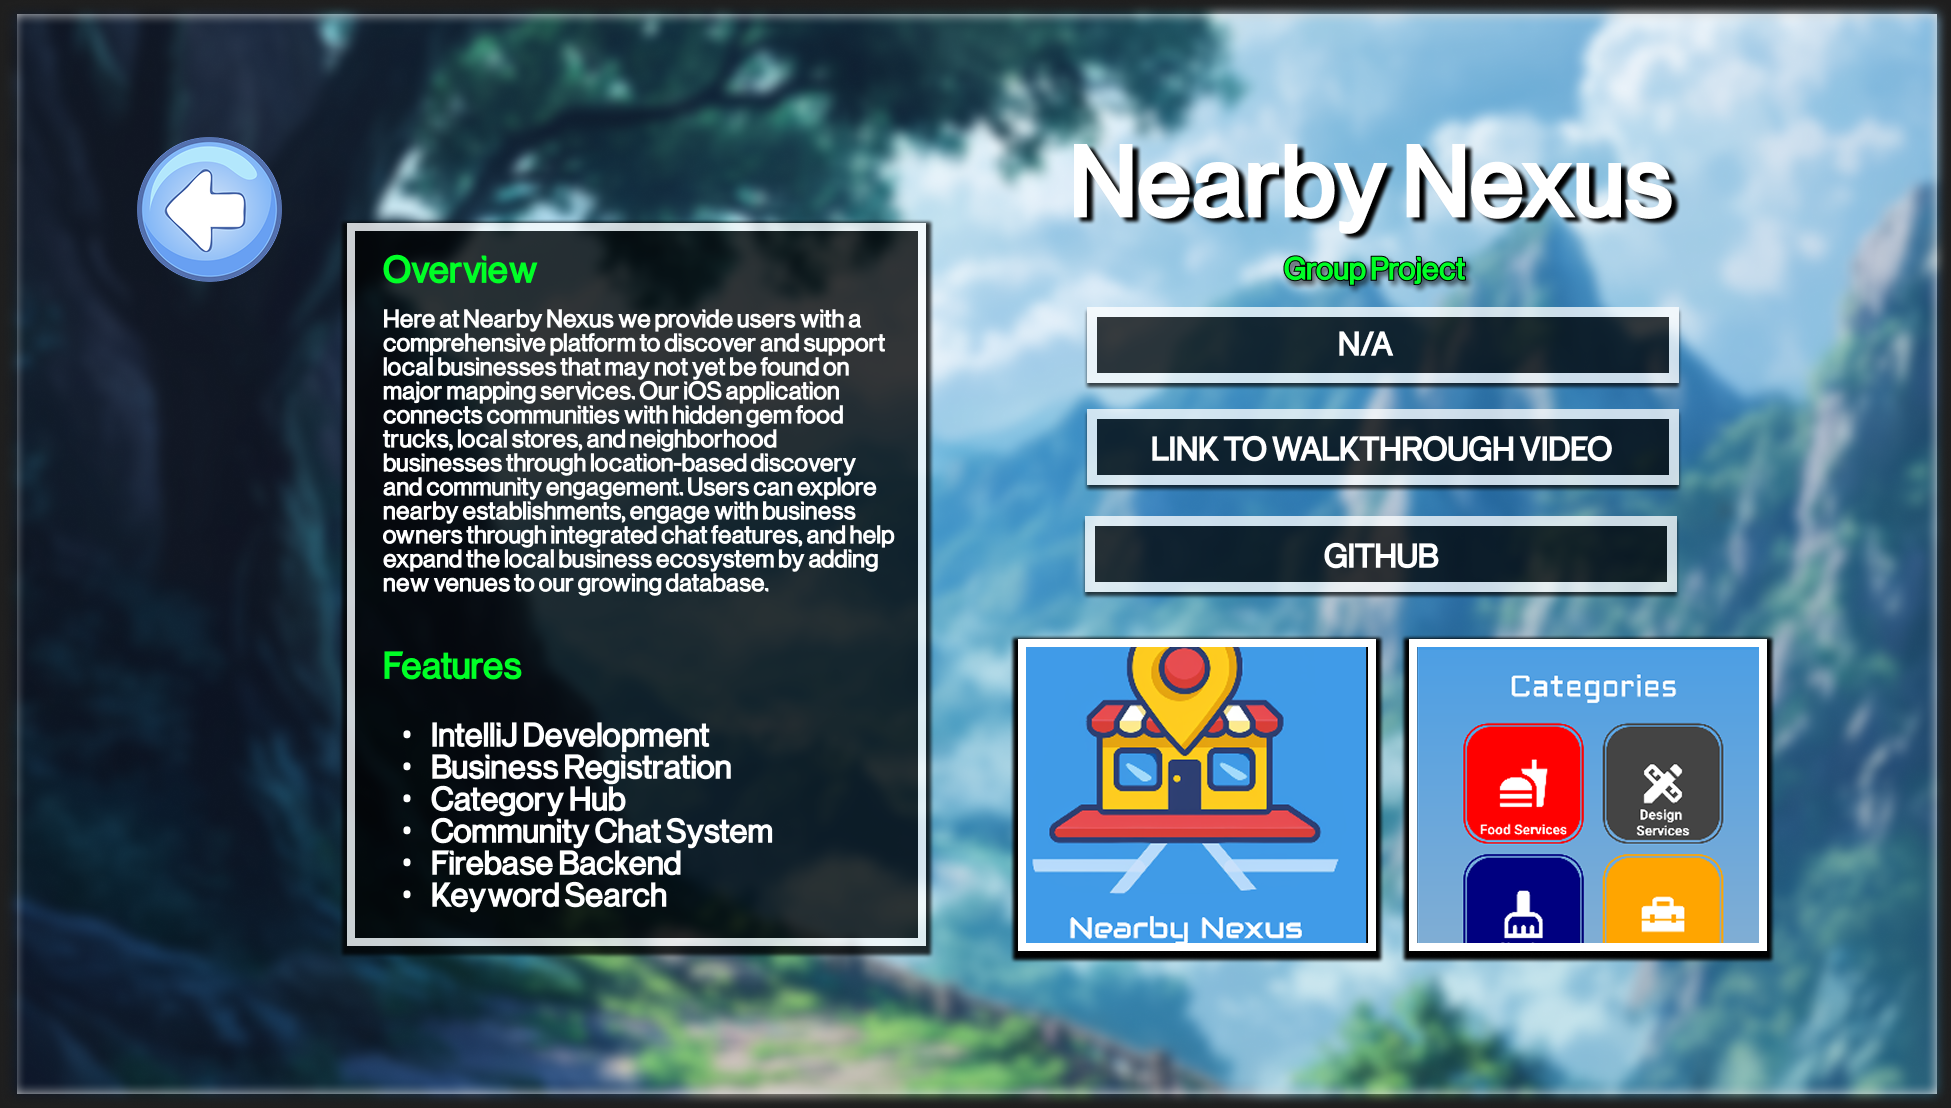 Nearby Nexus
Group Project
Overview
Here at Nearby Nexus we provide users with a
comprehensive platform to discover and support
local businesses that may not yet be found on
major mapping services. Our iOS application
connects communities with hidden gem food
trucks, local stores, and neighborhood
businesses through location-based discovery
and community engagement. Users can explore
nearby establishments, engage with business
owners through integrated chat features, and help
expand the local business ecosystem by adding
new venues to our growing database.
Features
• IntelliJ Development
• Business Registration
• Category Hub
• Community Chat System
• Firebase Backend
• Keyword Search
N/A
LINK TO WALKTHROUGH VIDEO
GITHUB
Nearby Nexus
Categories
Food Services
Design
Services